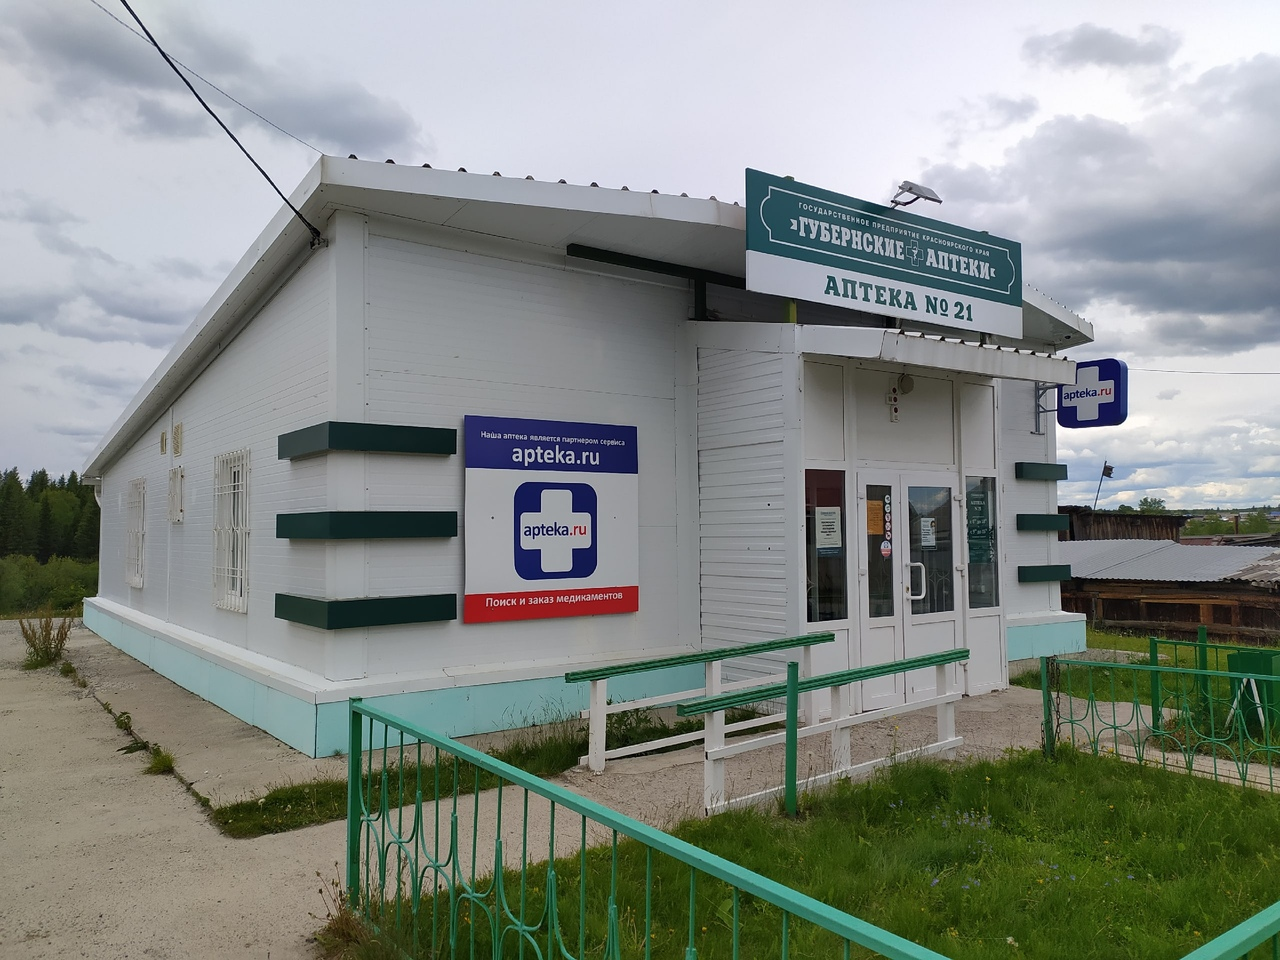 ГОСУДАРСТВЕННОЕ ПРЕДПРИЯТИЕ КРАСНОЯРСКОГО КРАЯ
ГУБЕРНСКИЕ АПТЕКИ
АПТЕКА № 21
apteka.ru
Наша аптека является партнером сервиса
apteka.ru
apteka.ru
Поиск и заказ медикаментов